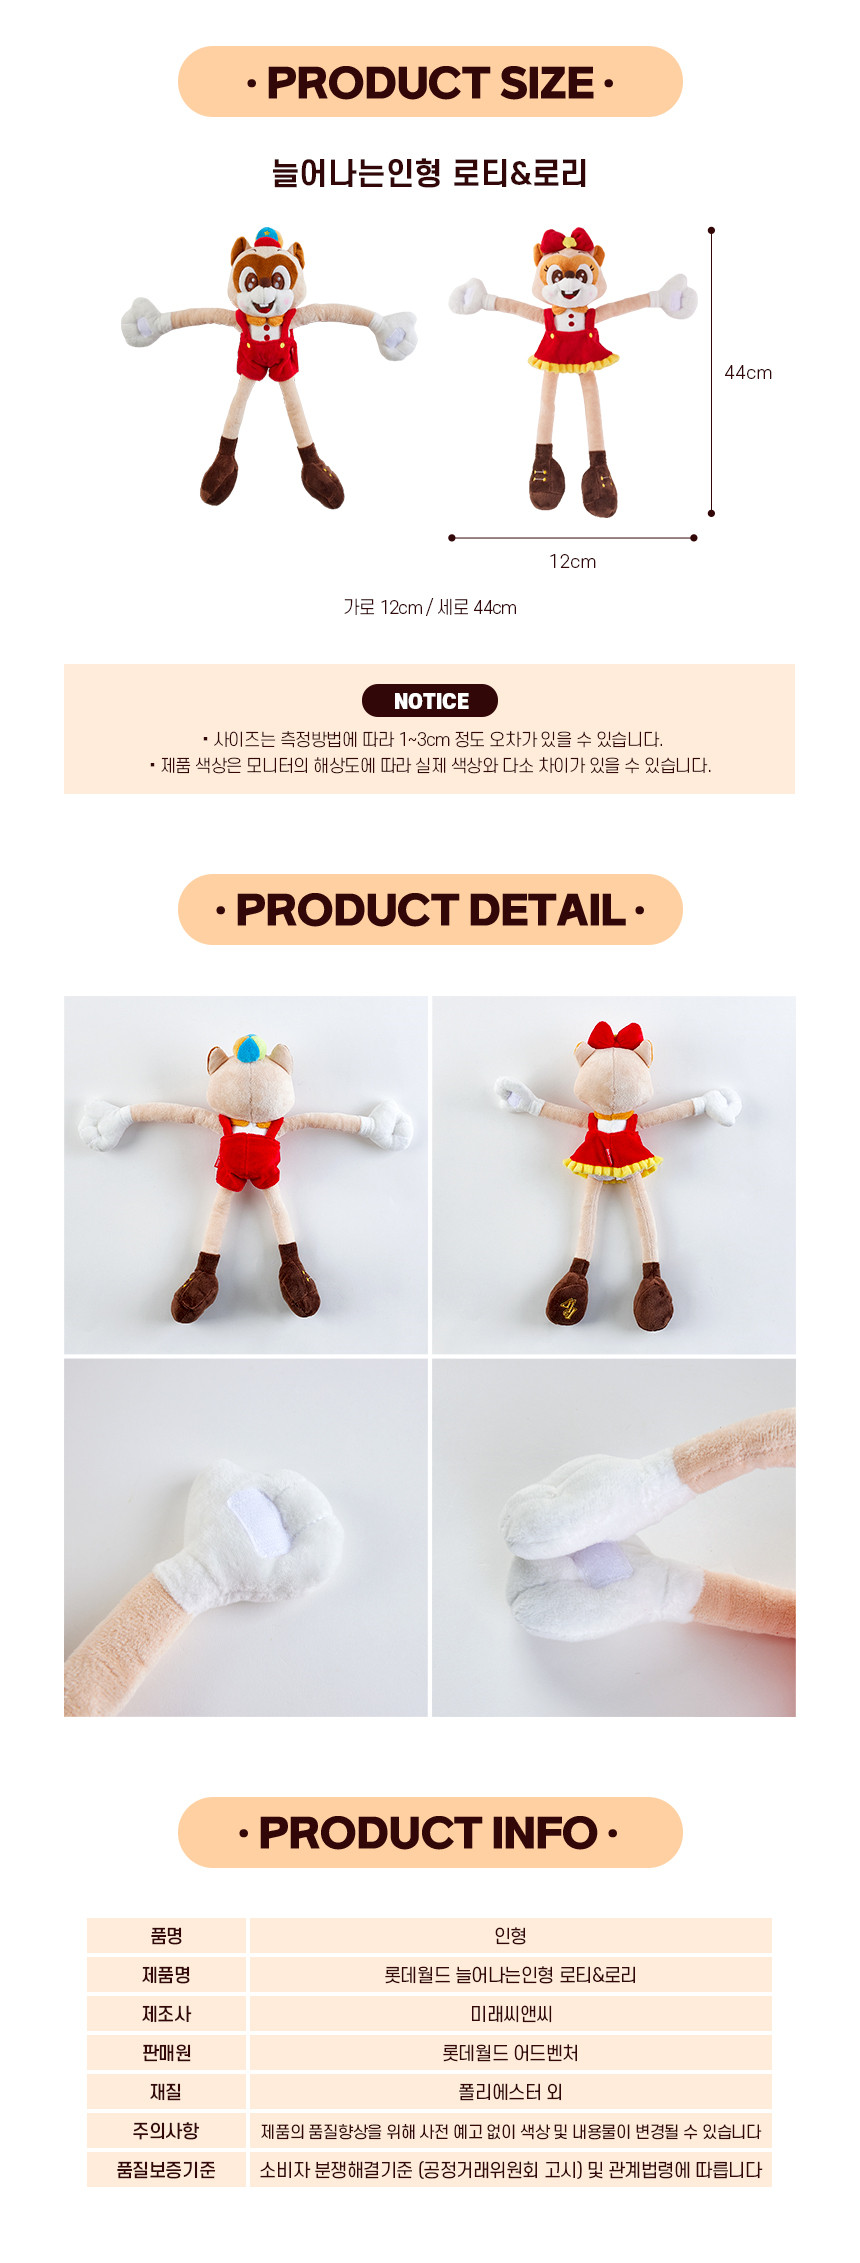 · PRODUCT SIZE ·
늘어나는인형 로티&로리
44cm
12cm
가로 12cm / 세로 44cm
NOTICE
▪ 사이즈는 측정방법에 따라 1~3cm 정도 오차가 있을 수 있습니다.
▪ 제품 색상은 모니터의 해상도에 따라 실제 색상와 다소 차이가 있을 수 있습니다.
· PRODUCT DETAIL ·
· PRODUCT INFO ·
품명 인형
제품명 롯데월드 늘어나는인형 로티&로리
제조사 미래씨앤씨
판매원 롯데월드 어드벤처
재질 폴리에스터 외
주의사항 제품의 품질향상을 위해 사전 예고 없이 색상 및 내용물이 변경될 수 있습니다
품질보증기준 소비자 분쟁해결기준 (공정거래위원회 고시) 및 관계법령에 따릅니다